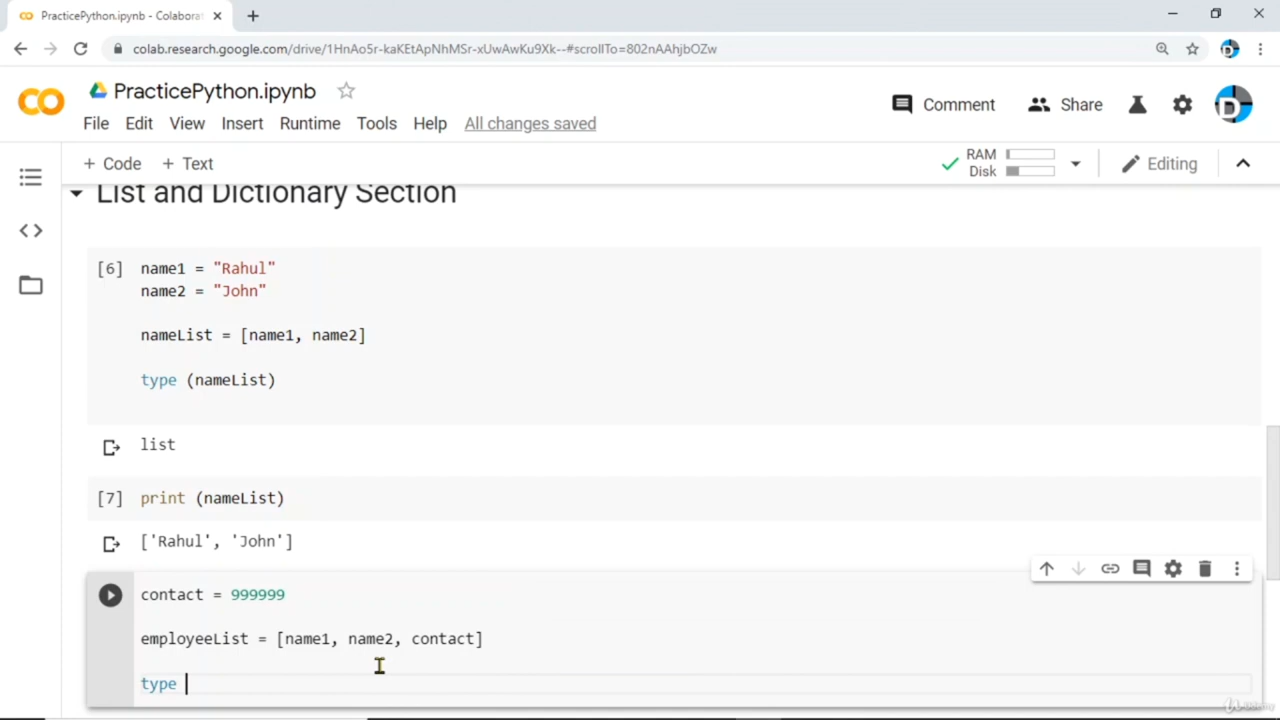 PracticePython.ipynb - Colaborat
colab.research.google.com/drive/1HnAo5r-kaKEtApNhMSr-xUwAwKu9Xk--#scrollTo=802nAAhjbOZw
PracticePython.ipynb
Comment
Share
D
File Edit View Insert Runtime Tools Help All changes saved
+ Code + Text
RAM
Disk
Editing
List and Dictionary Section
[6] name1 = "Rahul"
name2 = "John"
nameList = [name1, name2]
type (nameList)
list
[7] print (nameList)
['Rahul', 'John']
contact = 999999
employeeList = [name1, name2, contact]
type
Udemy